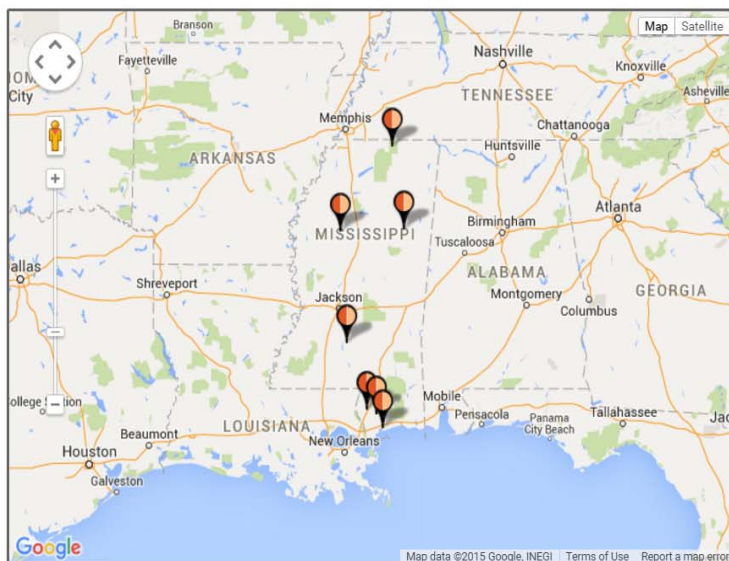 Branson
Map Satellite
Nashville
Fayetteville
Knoxville
City
TENNESSEE
Asheville
Memphis
Chattanooga
ARKANSAS
Huntsville
Atlanta
Birmingham
MISSISSIPPI
Tuscaloosa
ALABAMA
GEORGIA
Shreveport
Jackson
Montgomery
Columbus
Mobile
Tallahassee
Pensacola
Panama
City Beach
LOUISIANA
Beaumont
New Orleans
Houston
Galveston
Google
Map data ©2015 Google, INEGI Terms of Use Report a map error